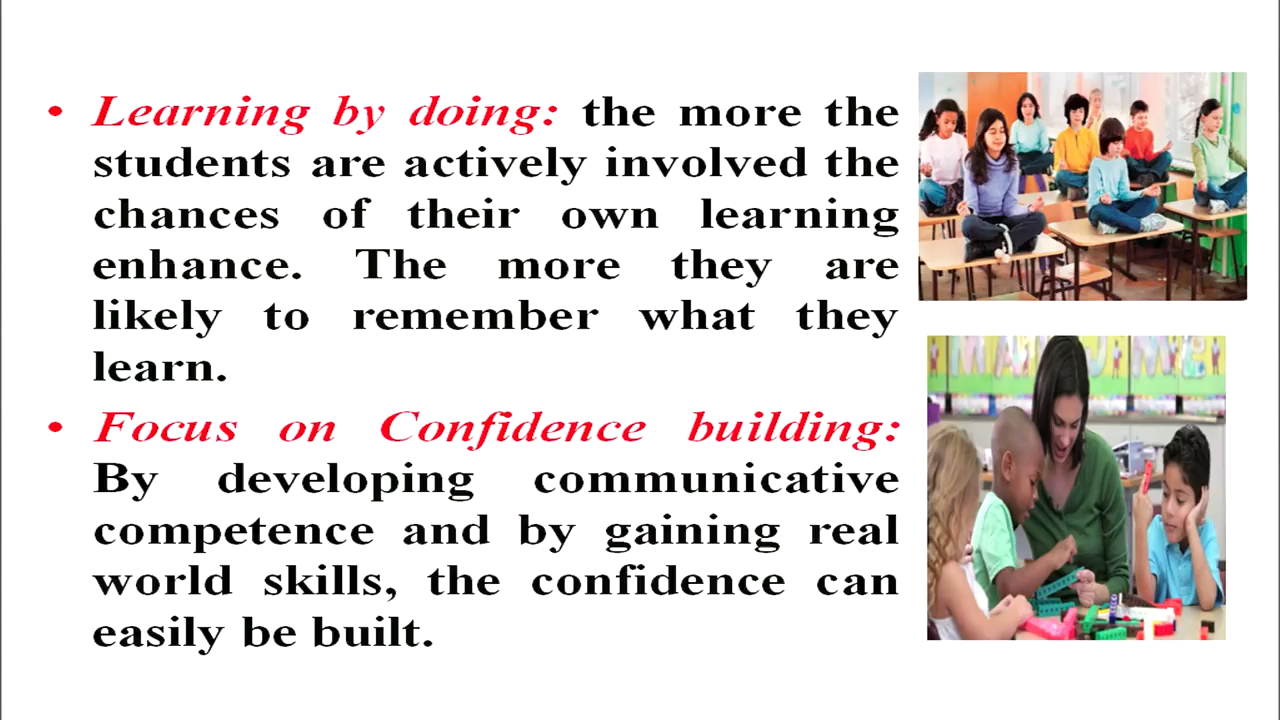 • Learning by doing: the more the
students are actively involved the
chances of their own learning
enhance. The more they are
likely to remember what they
learn.
• Focus on Confidence building:
By developing communicative
competence and by gaining real
world skills, the confidence can
easily be built.